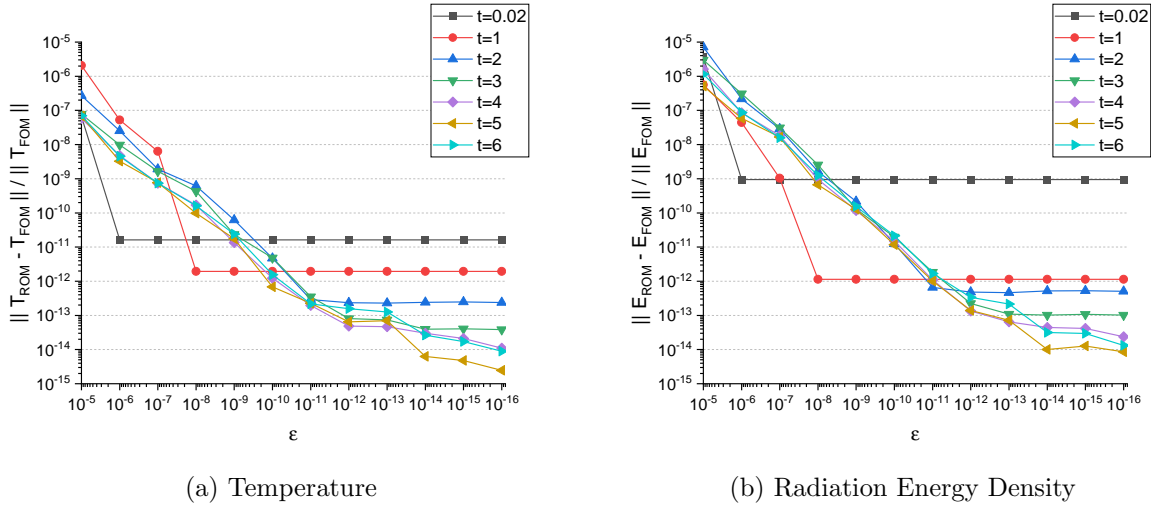 t=0.02
t=1
t=2
t=3
t=4
t=5
t=6
10⁻⁵
10⁻⁶
10⁻⁷
10⁻⁸
10⁻⁹
10⁻¹⁰
10⁻¹¹
10⁻¹²
10⁻¹³
10⁻¹⁴
10⁻¹⁵
|| T_ROM - T_FOM || / || T_FOM ||
10⁻⁵ 10⁻⁶ 10⁻⁷ 10⁻⁸ 10⁻⁹ 10⁻¹⁰ 10⁻¹¹ 10⁻¹² 10⁻¹³ 10⁻¹⁴ 10⁻¹⁵ 10⁻¹⁶
ε
(a) Temperature
t=0.02
t=1
t=2
t=3
t=4
t=5
t=6
10⁻⁵
10⁻⁶
10⁻⁷
10⁻⁸
10⁻⁹
10⁻¹⁰
10⁻¹¹
10⁻¹²
10⁻¹³
10⁻¹⁴
10⁻¹⁵
|| E_ROM - E_FOM || / || E_FOM ||
10⁻⁵ 10⁻⁶ 10⁻⁷ 10⁻⁸ 10⁻⁹ 10⁻¹⁰ 10⁻¹¹ 10⁻¹² 10⁻¹³ 10⁻¹⁴ 10⁻¹⁵ 10⁻¹⁶
ε
(b) Radiation Energy Density